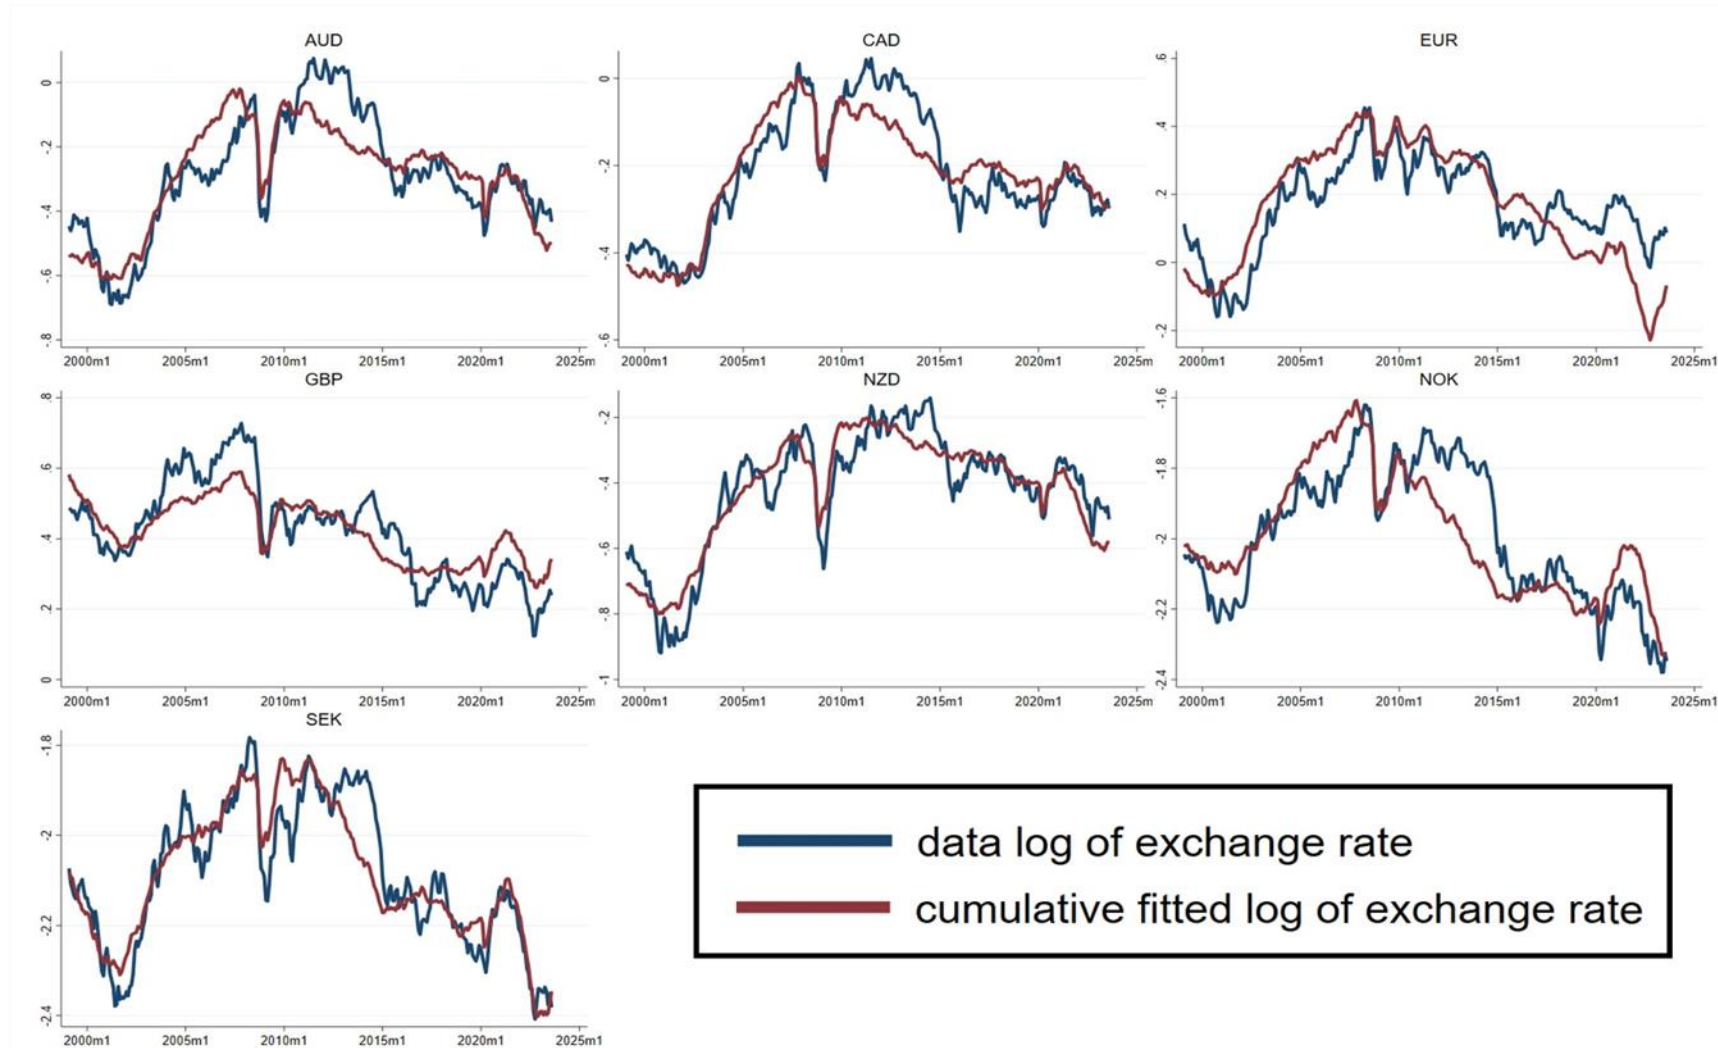 AUD
0
-.2
-.4
-.6
-.8
2000m1 2005m1 2010m1 2015m1 2020m1 2025m
CAD
0
-.2
-.4
-.6
2000m1 2005m1 2010m1 2015m1 2020m1 2025m
EUR
.6
.4
.2
0
-.2
2000m1 2005m1 2010m1 2015m1 2020m1 2025m1
GBP
.8
.6
.4
.2
0
2000m1 2005m1 2010m1 2015m1 2020m1 2025m
NZD
-.2
-.4
-.6
-.8
-1
2000m1 2005m1 2010m1 2015m1 2020m1 2025m
NOK
-1.6
-1.8
-2
-2.2
-2.4
2000m1 2005m1 2010m1 2015m1 2020m1 2025m1
SEK
-1.8
-2
-2.2
-2.4
2000m1 2005m1 2010m1 2015m1 2020m1 2025m1
data log of exchange rate
cumulative fitted log of exchange rate